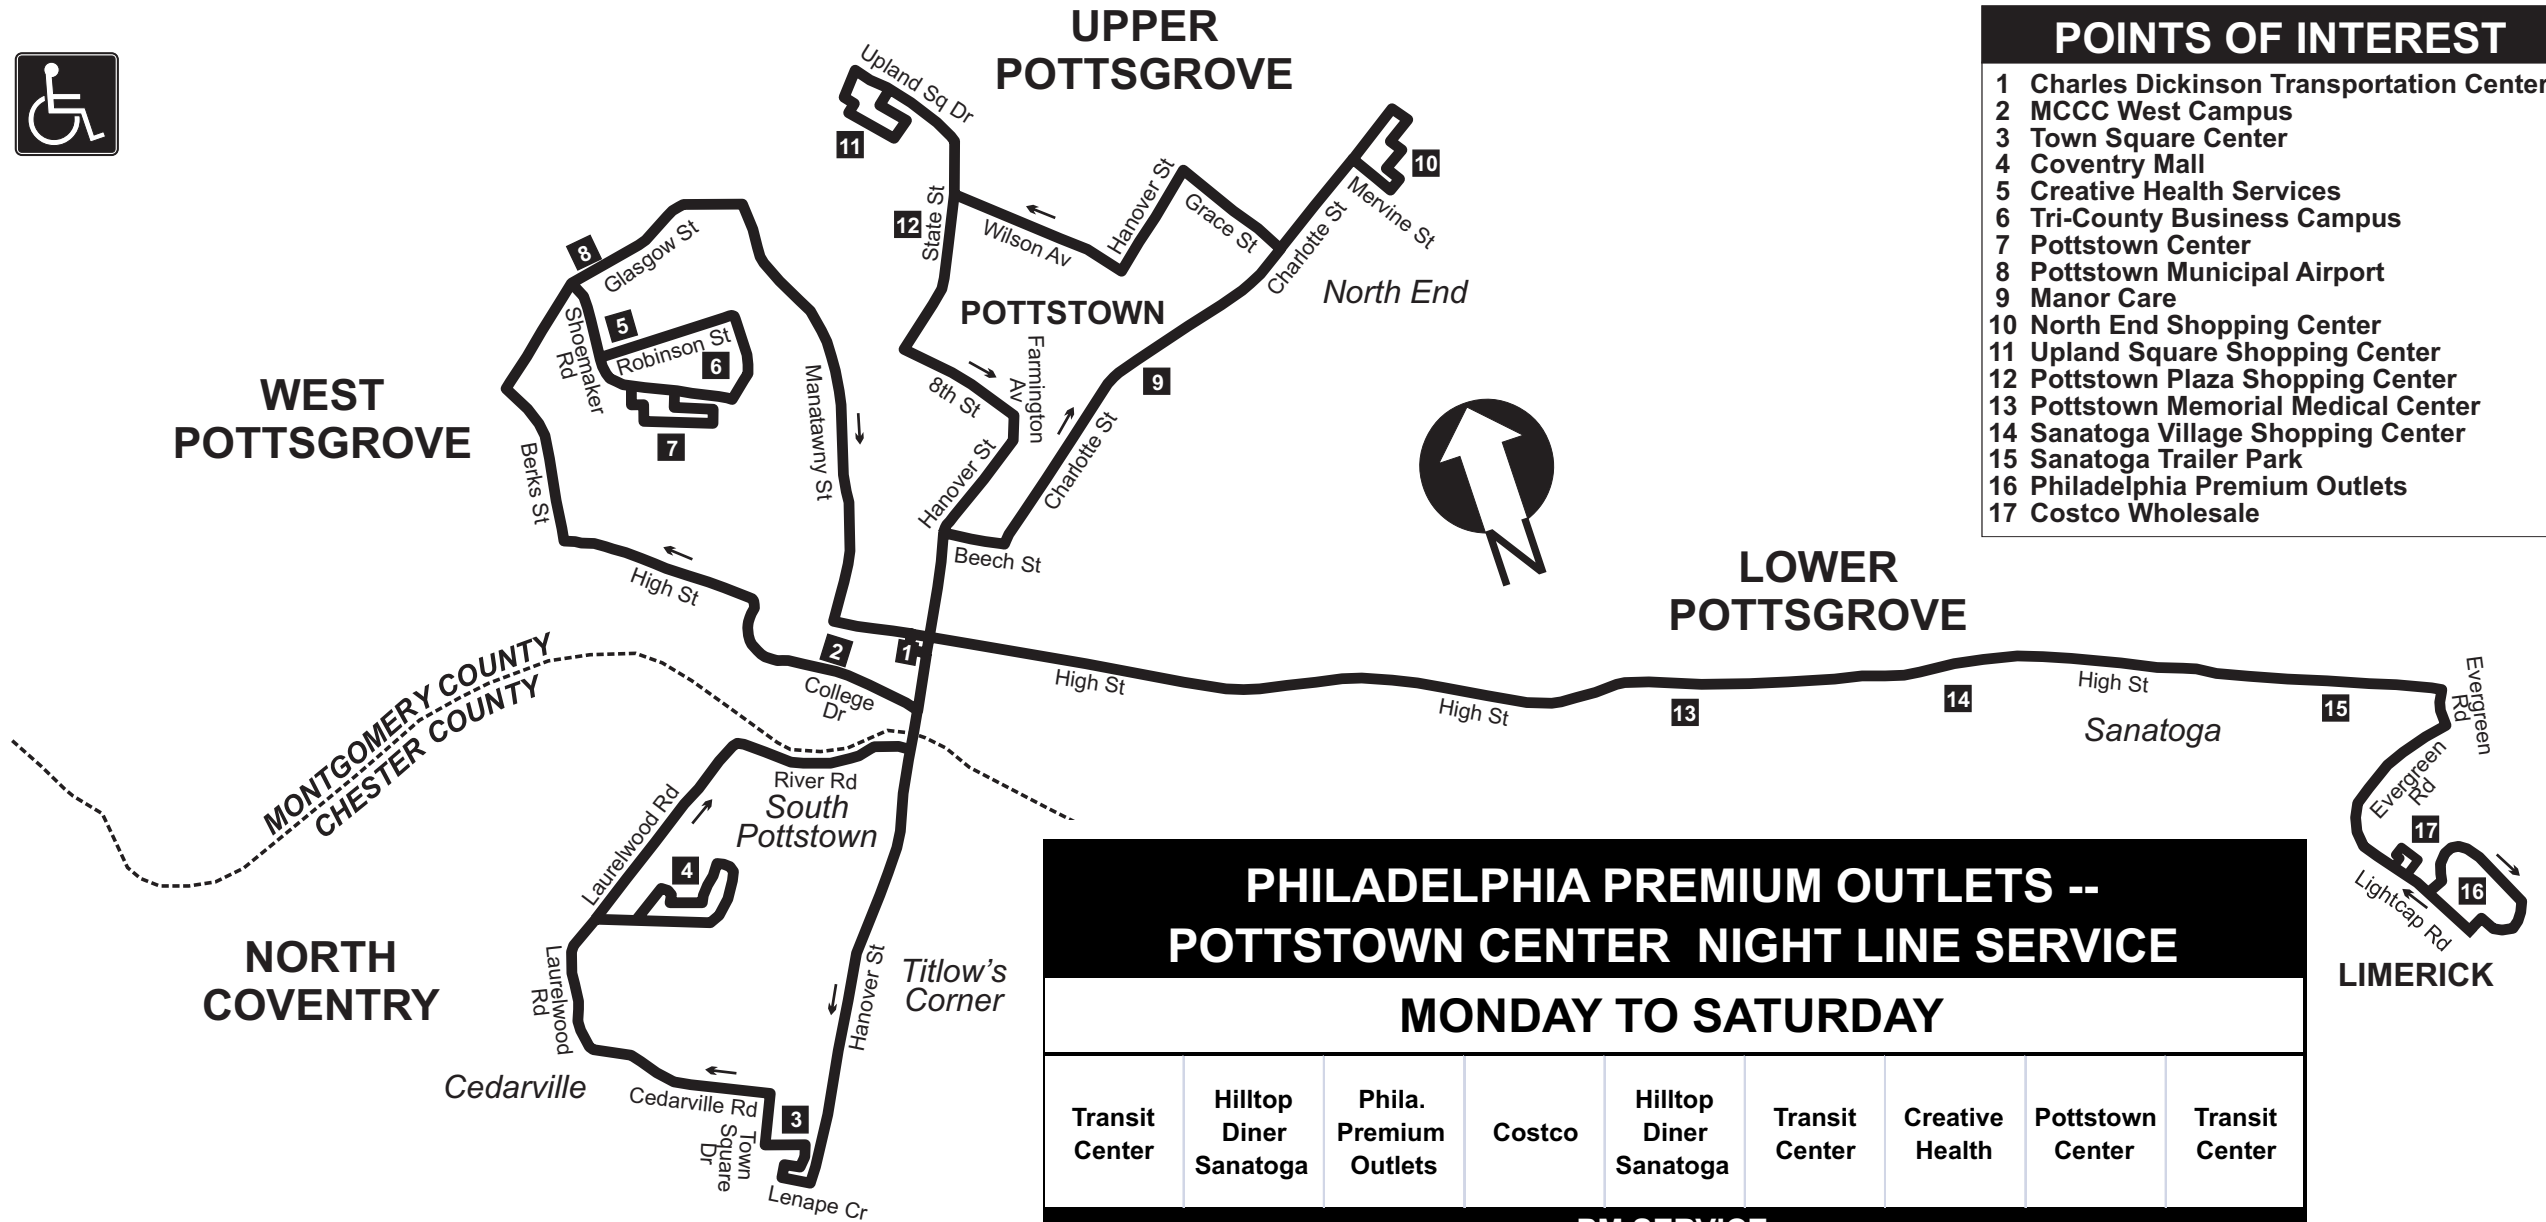 UPPER
POTTSGROVE
POINTS OF INTEREST
1 Charles Dickinson Transportation Center
2 MCCC West Campus
3 Town Square Center
4 Coventry Mall
5 Creative Health Services
6 Tri-County Business Campus
7 Pottstown Center
8 Pottstown Municipal Airport
9 Manor Care
10 North End Shopping Center
11 Upland Square Shopping Center
12 Pottstown Plaza Shopping Center
13 Pottstown Memorial Medical Center
14 Sanatoga Village Shopping Center
15 Sanatoga Trailer Park
16 Philadelphia Premium Outlets
17 Costco Wholesale
Upland Sq Dr
11
10
Mervine St
Hanover St
Grace St
Charlotte St
State St
12
Wilson Av
North End
8
Glasgow St
Shoemaker
Rd
5
Robinson St
6
7
POTTSTOWN
Farmington
Av
9
8th St
Manatawny St
WEST
POTTSGROVE
Berks St
Hanover St
Charlotte St
Beech St
High St
LOWER
POTTSGROVE
2
1
College
Dr
High St
High St
13
14
High St
Sanatoga
15
Evergreen
Rd
Evergreen
Rd
17
16
Lightcap Rd
LIMERICK
MONTGOMERY COUNTY
CHESTER COUNTY
River Rd
South
Pottstown
Laurelwood Rd
4
NORTH
COVENTRY
Laurelwood
Rd
Hanover St
Titlow's
Corner
Cedarville
Cedarville Rd
3
Town
Square
Dr
Lenape Cr
PHILADELPHIA PREMIUM OUTLETS --
POTTSTOWN CENTER NIGHT LINE SERVICE
MONDAY TO SATURDAY
Transit
Center
Hilltop
Diner
Sanatoga
Phila.
Premium
Outlets
Costco
Hilltop
Diner
Sanatoga
Transit
Center
Creative
Health
Pottstown
Center
Transit
Center
PM SERVICE